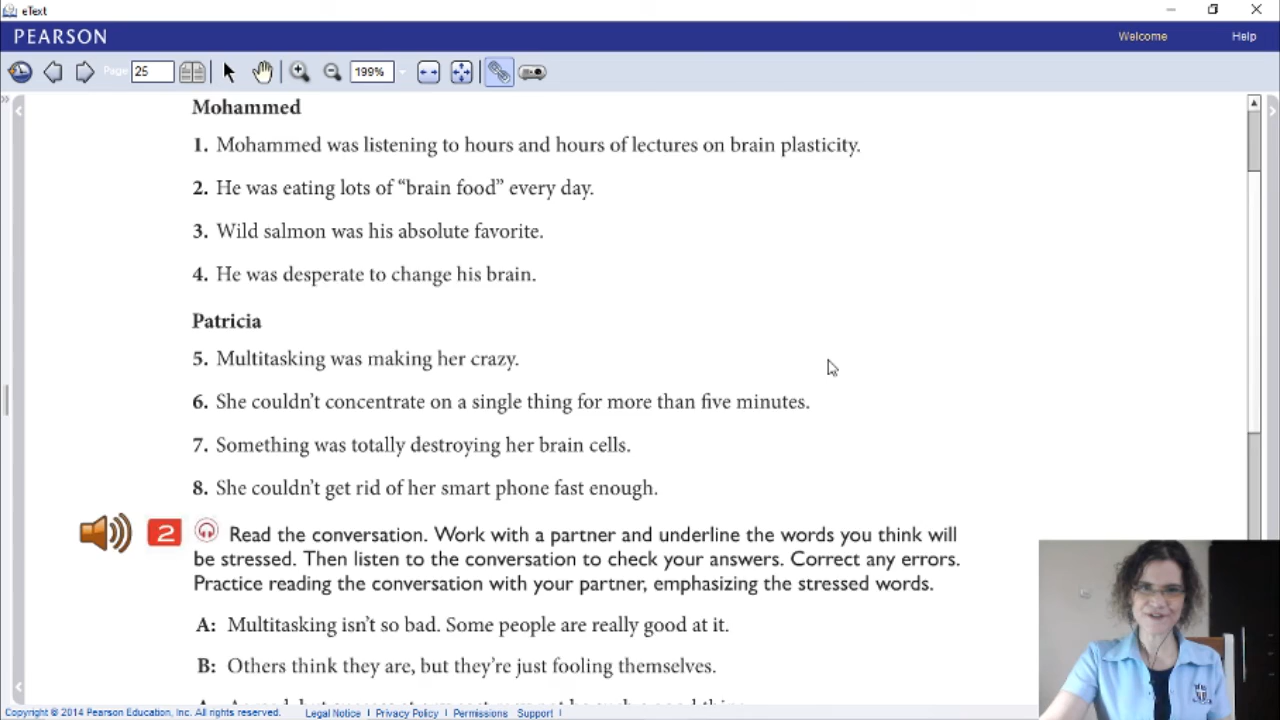 eText
PEARSON
Welcome Help
Page 25 199%
Mohammed
1. Mohammed was listening to hours and hours of lectures on brain plasticity.
2. He was eating lots of “brain food” every day.
3. Wild salmon was his absolute favorite.
4. He was desperate to change his brain.
Patricia
5. Multitasking was making her crazy.
6. She couldn’t concentrate on a single thing for more than five minutes.
7. Something was totally destroying her brain cells.
8. She couldn’t get rid of her smart phone fast enough.
2 Read the conversation. Work with a partner and underline the words you think will
be stressed. Then listen to the conversation to check your answers. Correct any errors.
Practice reading the conversation with your partner, emphasizing the stressed words.
A: Multitasking isn’t so bad. Some people are really good at it.
B: Others think they are, but they’re just fooling themselves.
Copyright © 2014 Pearson Education, Inc. All rights reserved. Legal Notice | Privacy Policy | Permissions Support |